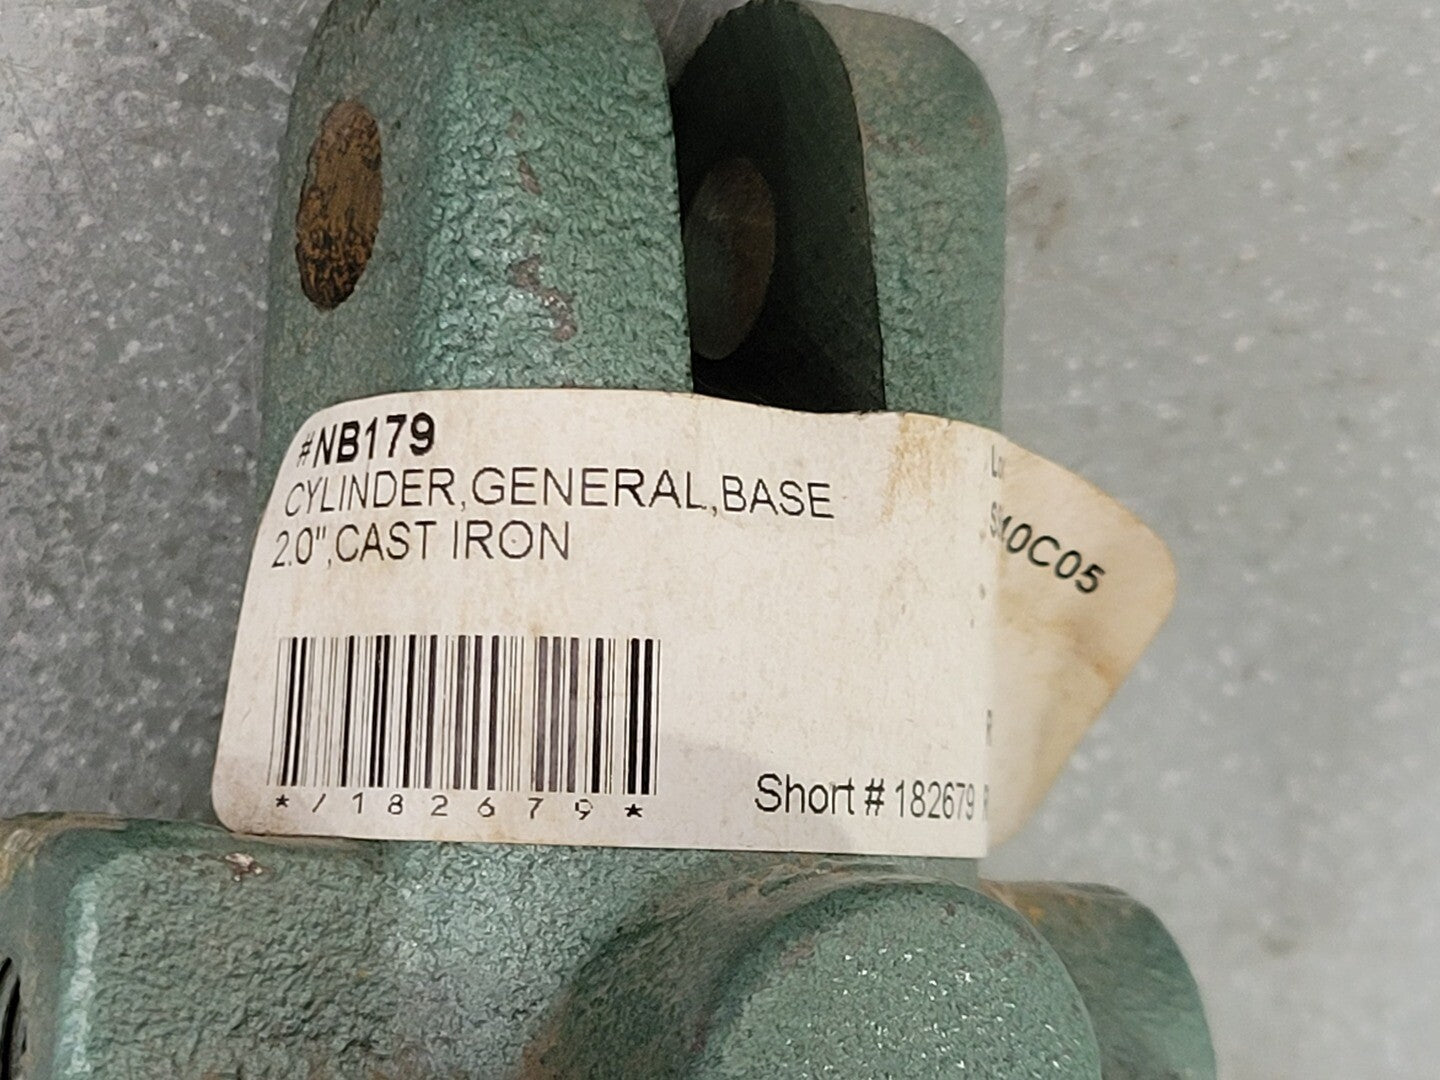 #NB179
CYLINDER,GENERAL,BASE
2.0",CAST IRON
*/182679*
Short # 182679